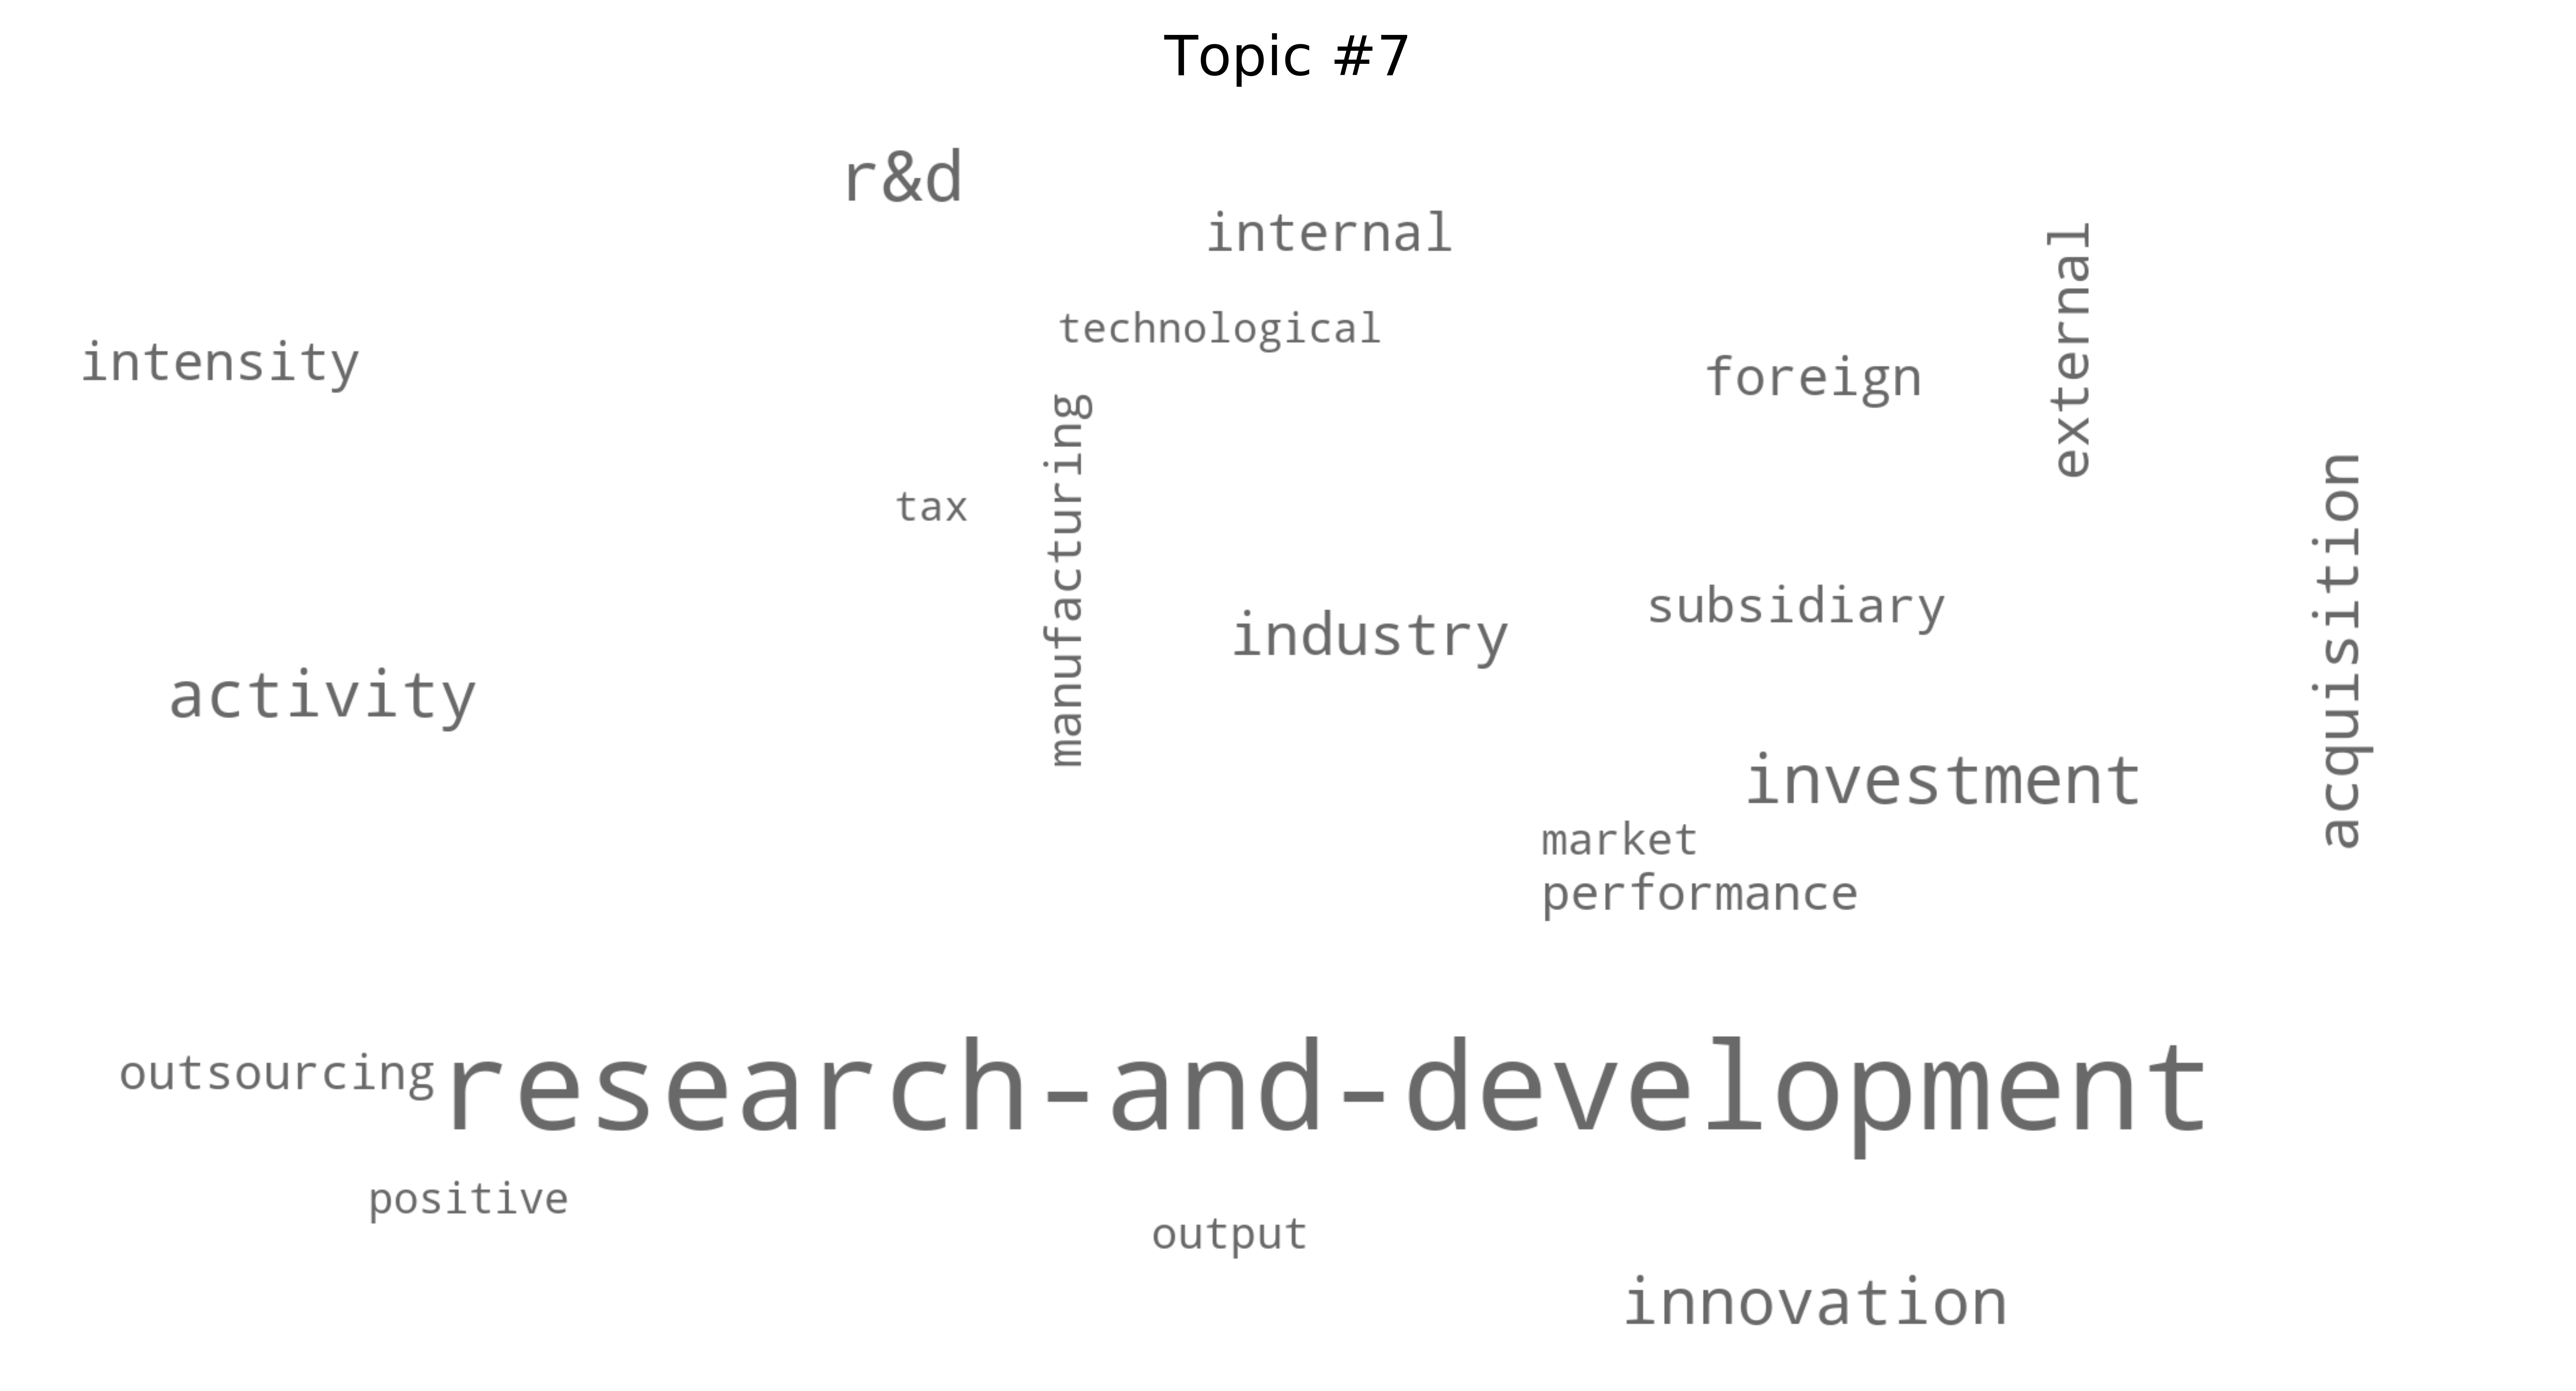 Topic #7
r&d
internal
external
technological
intensity
foreign
manufacturing
acquisition
tax
subsidiary
industry
activity
investment
market
performance
outsourcing
research-and-development
positive
output
innovation